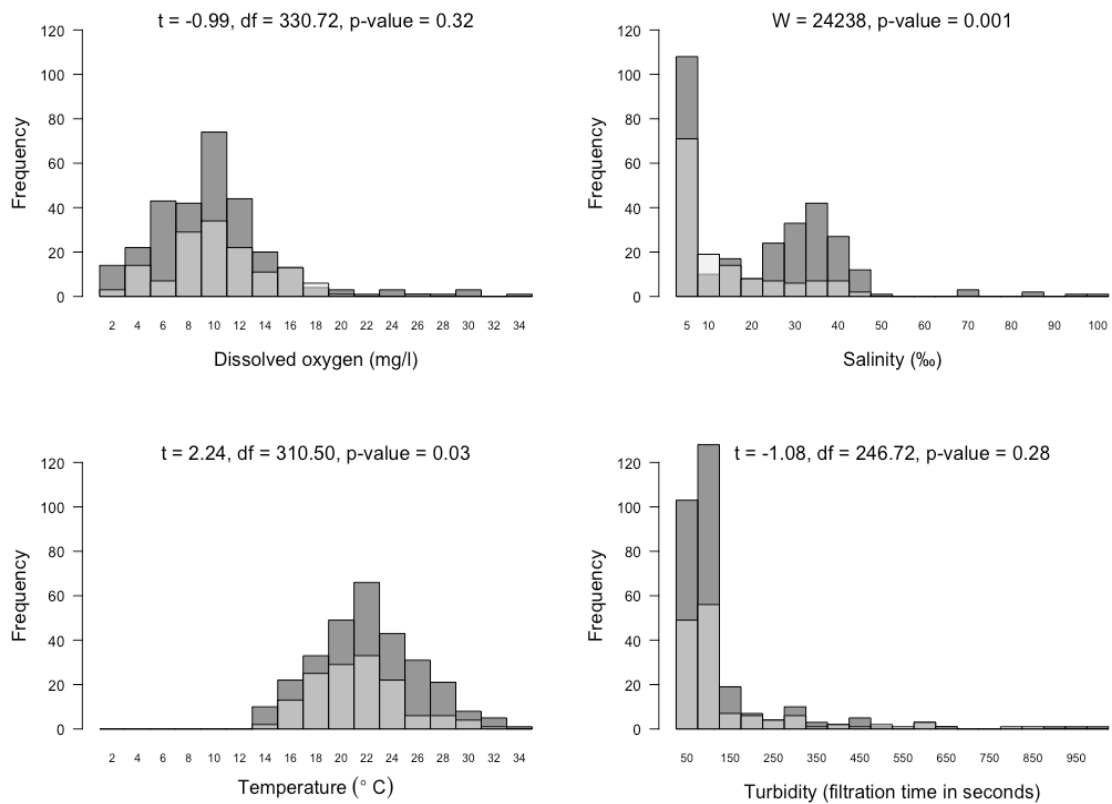 t = -0.99, df = 330.72, p-value = 0.32
120
100
80
60
40
20
0
Frequency
2 4 6 8 10 12 14 16 18 20 22 24 26 28 30 32 34
Dissolved oxygen (mg/l)
W = 24238, p-value = 0.001
120
100
80
60
40
20
0
Frequency
5 10 20 30 40 50 60 70 80 90 100
Salinity (‰)
t = 2.24, df = 310.50, p-value = 0.03
120
100
80
60
40
20
0
Frequency
2 4 6 8 10 12 14 16 18 20 22 24 26 28 30 32 34
Temperature (° C)
t = -1.08, df = 246.72, p-value = 0.28
120
100
80
60
40
20
0
Frequency
50 150 250 350 450 550 650 750 850 950
Turbidity (filtration time in seconds)